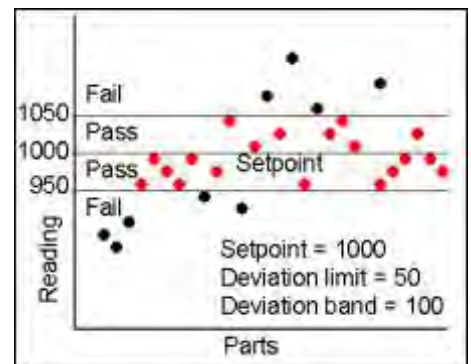 Fail
1050
Pass
1000
Pass
Setpoint
950
Fail
Reading
Setpoint = 1000
Deviation limit = 50
Deviation band = 100
Parts